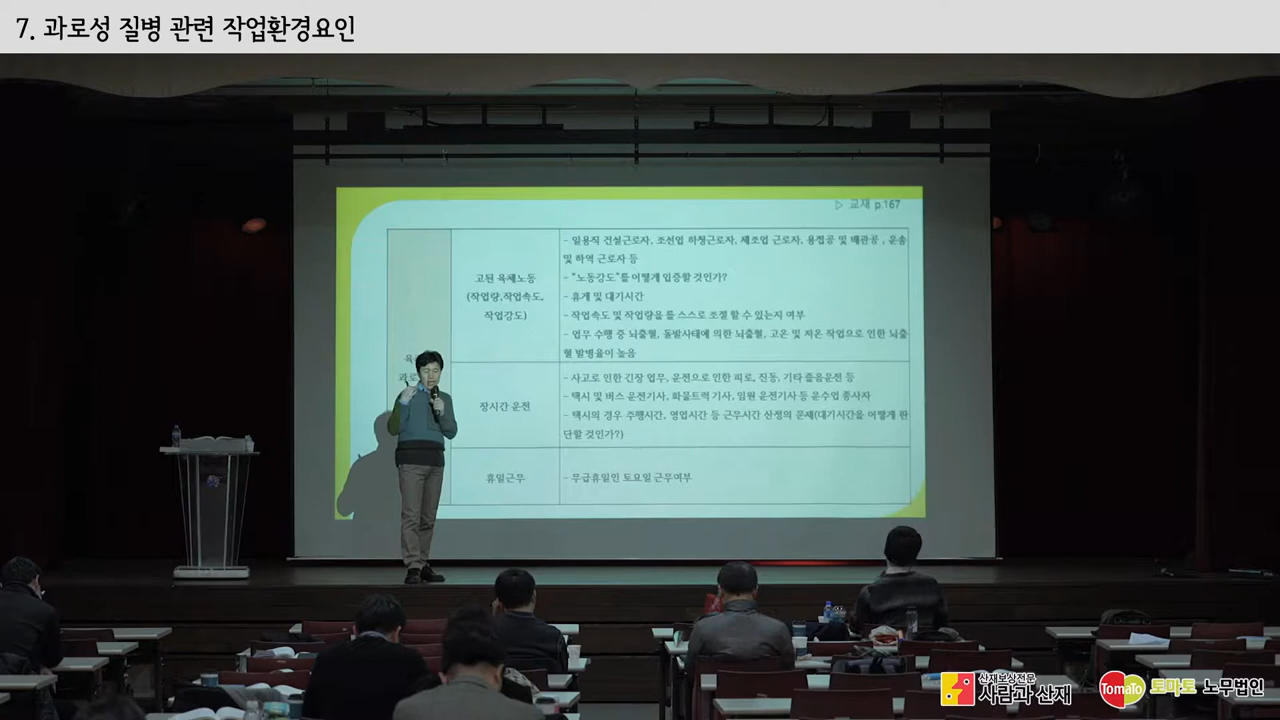 7. 과로성 질병 관련 작업환경요인
▷ 교재 p.167
고된 육체노동
(작업량,작업속도,
작업강도)
- 일용직 건설근로자, 조선업 하청근로자, 제조업 근로자, 용접공 및 배관공 , 운송
및 하역 근로자 등
- "노동강도"를 어떻게 입증할 것인가?
- 휴게 및 대기시간
- 작업속도 및 작업량을 를 스스로 조절 할 수 있는지 여부
- 업무 수행 중 뇌출혈, 돌발사태에 의한 뇌출혈, 고온 및 저온 작업으로 인한 뇌출
혈 발병율이 높음
장시간 운전
- 사고로 인한 긴장 업무, 운전으로 인한 피로, 진동, 기타 졸음운전 등
- 택시 및 버스 운전기사, 화물트럭 기사, 임원 운전기사 등 운수업 종사자
- 택시의 경우 주행시간, 영업시간 등 근무시간 산정의 문제(대기시간을 어떻게 판
단할 것인가?)
휴일근무
- 무급휴일인 토요일 근무여부
산재보상전문
사람과 산재
TomaTo
토마토 노무법인